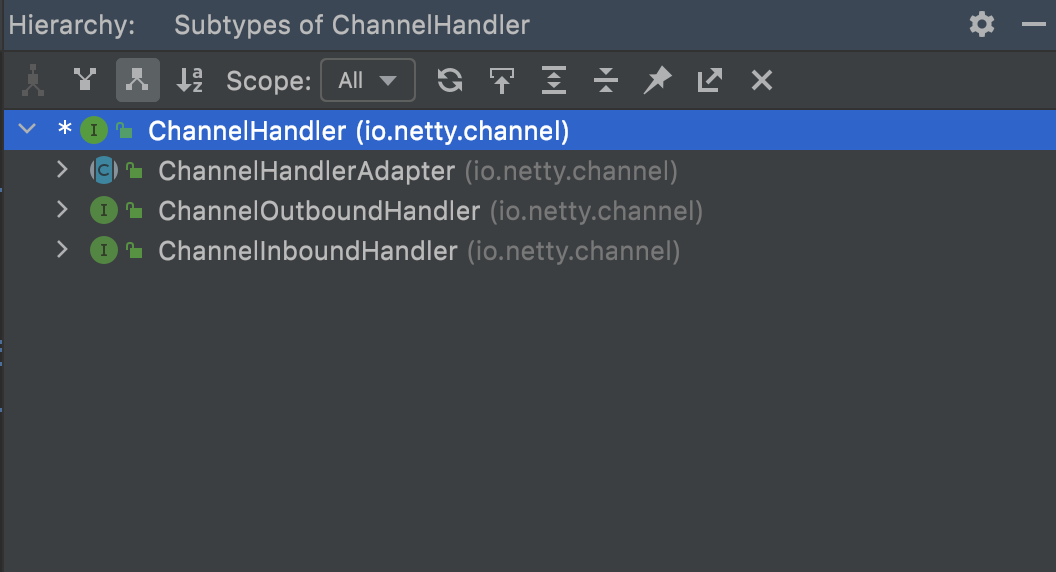 Hierarchy: Subtypes of ChannelHandler
Scope: All
* I ChannelHandler (io.netty.channel)
C ChannelHandlerAdapter (io.netty.channel)
I ChannelOutboundHandler (io.netty.channel)
I ChannelInboundHandler (io.netty.channel)